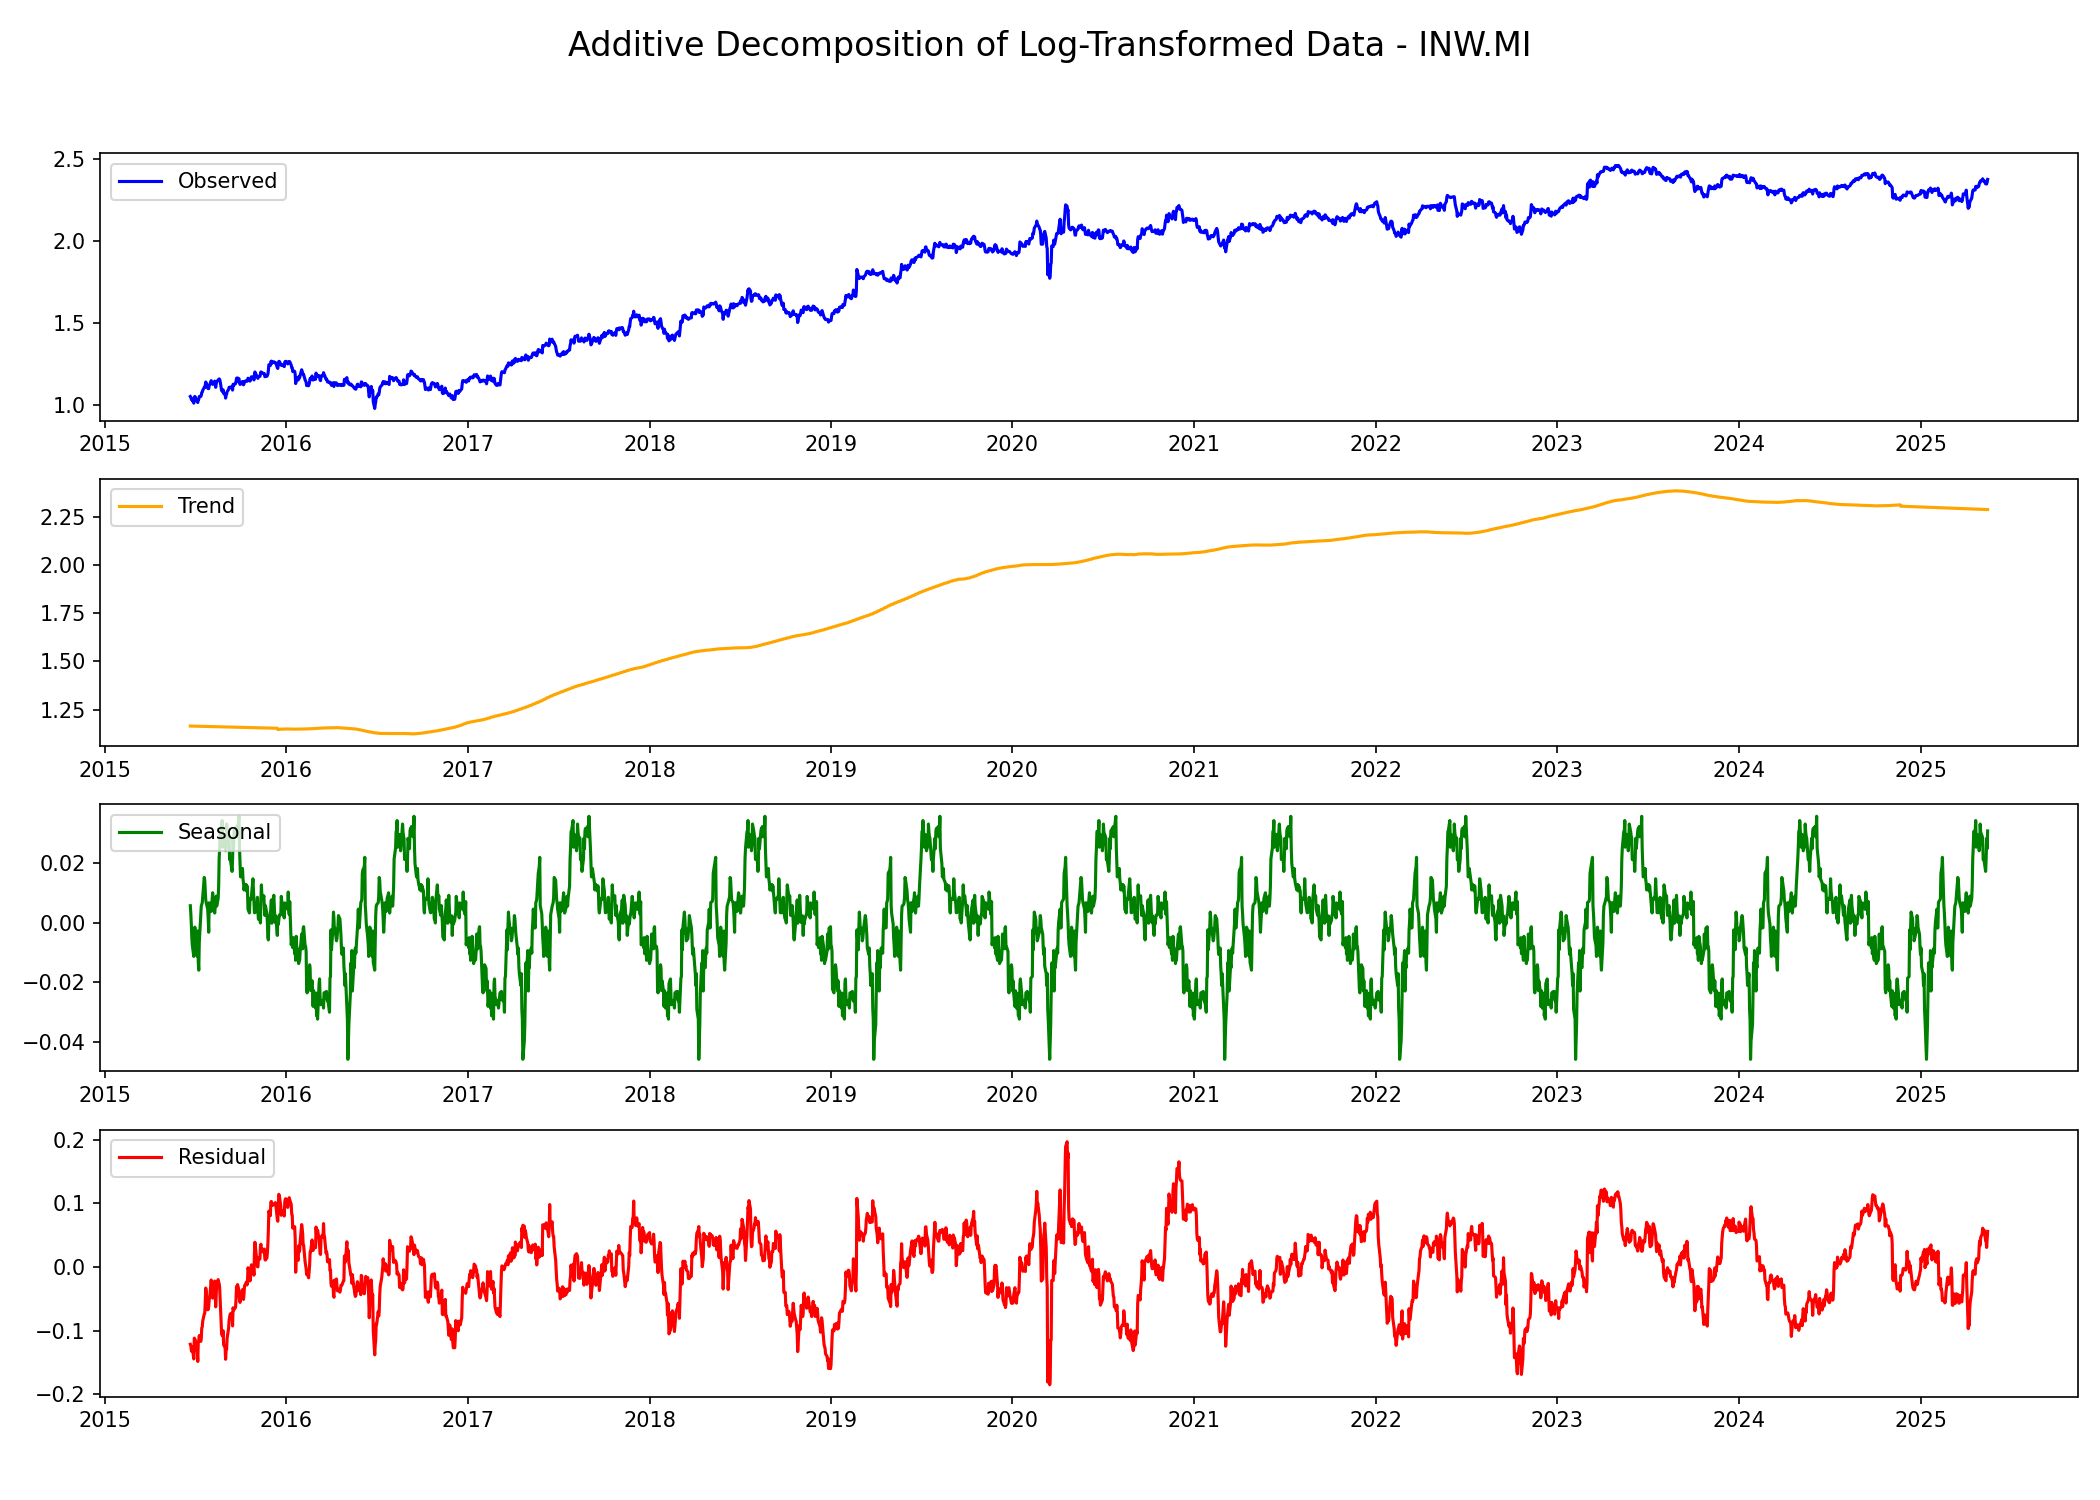 Additive Decomposition of Log-Transformed Data - INW.MI
Observed
2.5
2.0
1.5
1.0
2015 2016 2017 2018 2019 2020 2021 2022 2023 2024 2025
Trend
2.25
2.00
1.75
1.50
1.25
2015 2016 2017 2018 2019 2020 2021 2022 2023 2024 2025
Seasonal
0.02
0.00
−0.02
−0.04
2015 2016 2017 2018 2019 2020 2021 2022 2023 2024 2025
0.2
Residual
0.1
0.0
−0.1
−0.2
2015 2016 2017 2018 2019 2020 2021 2022 2023 2024 2025